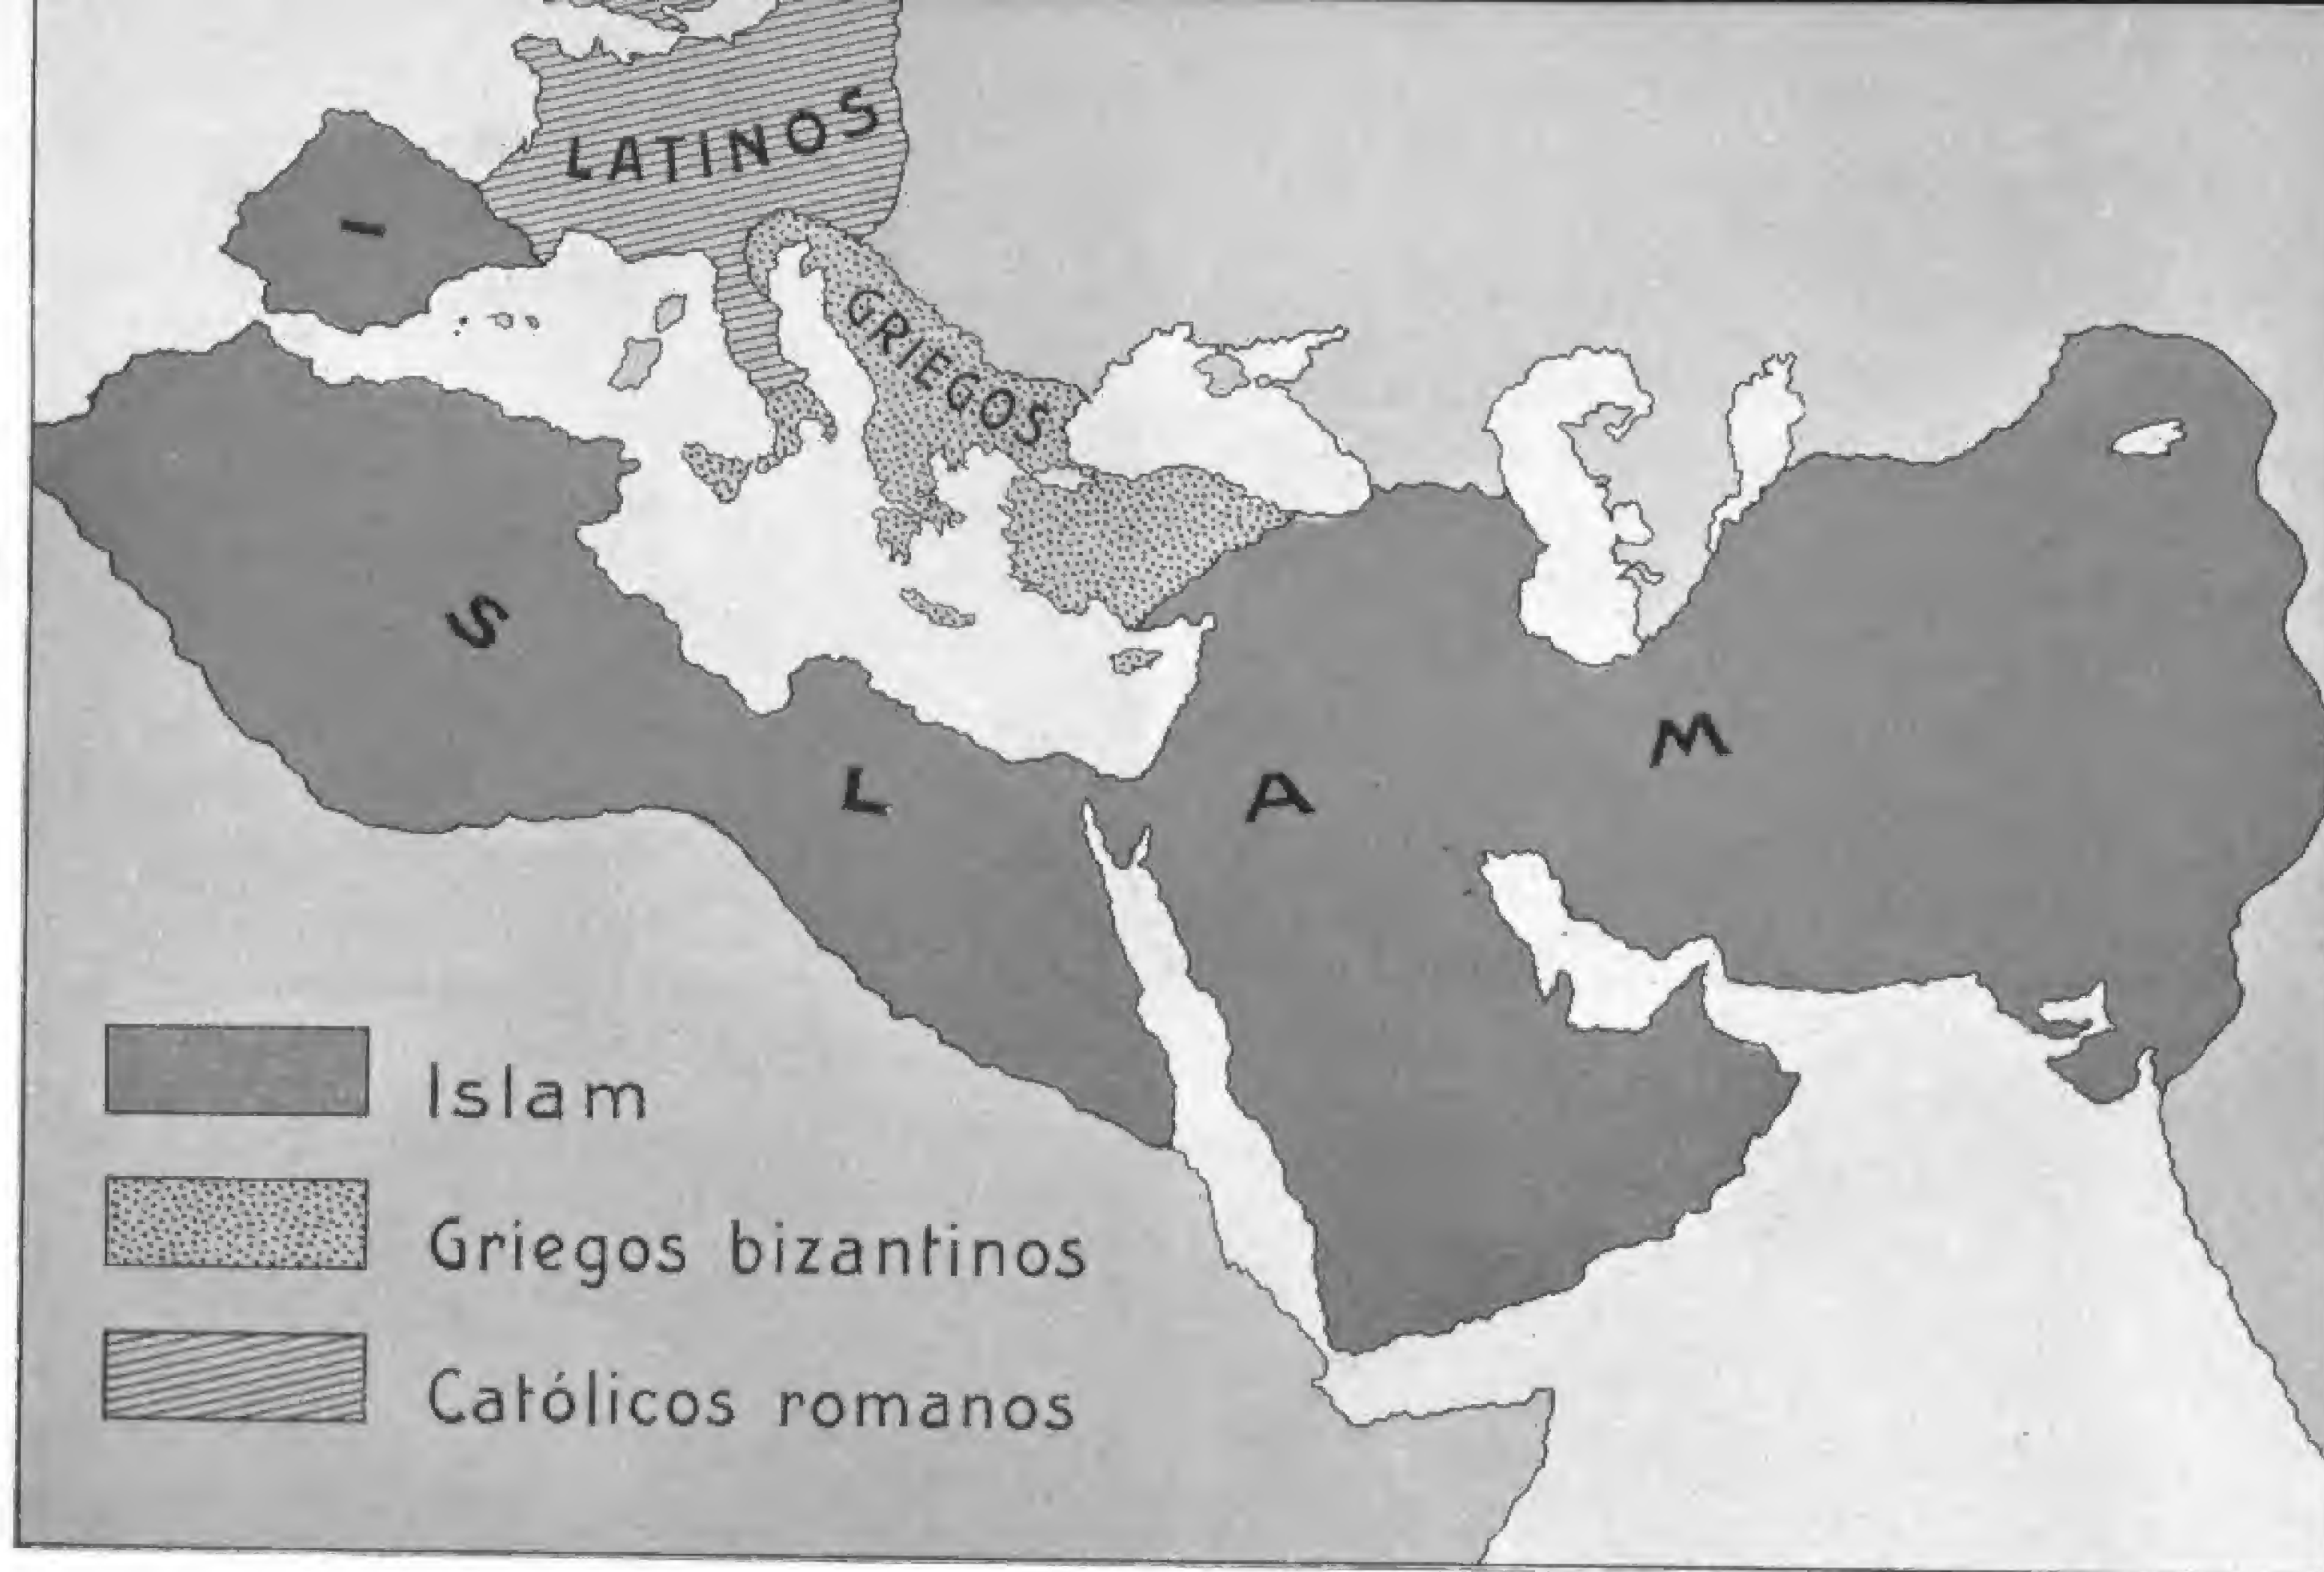 LATINOS
GRIEGOS
I S L A M
Islam
Griegos bizantinos
Católicos romanos